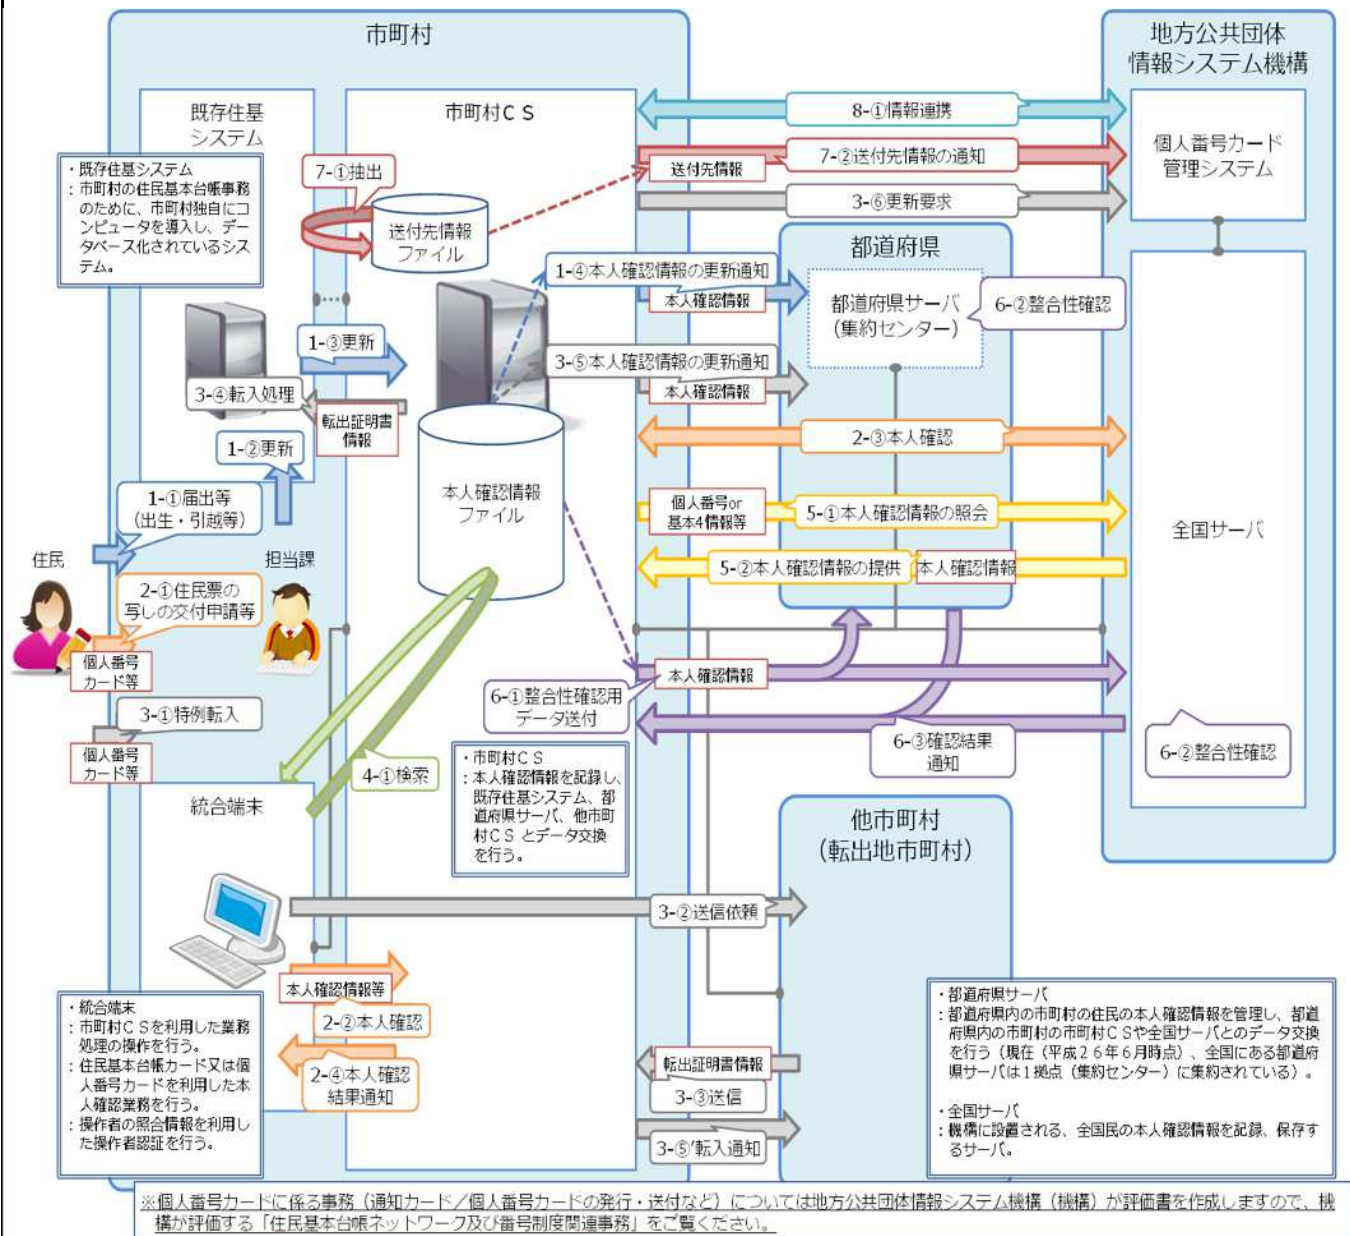 市町村
地方公共団体
情報システム機構
既存住基
システム
市町村ＣＳ
8-①情報連携
個人番号カード
管理システム
・既存住基システム
：市町村の住民基本台帳事務
のために、市町村独自にコ
ンピュータを導入し、デー
タベース化されているシス
テム。
7-①抽出
送付先情報
7-②送付先情報の通知
3-⑥更新要求
送付先情報
ファイル
都道府県
1-④本人確認情報の更新通知
本人確認情報
都道府県サーバ
（集約センター）
6-②整合性確認
1-③更新
3-⑤本人確認情報の更新通知
本人確認情報
3-④転入処理
転出証明書
情報
2-③本人確認
1-②更新
本人確認情報
ファイル
1-①届出等
（出生・引越等）
個人番号or
基本4情報等
5-①本人確認情報の照会
全国サーバ
住民
担当課
5-②本人確認情報の提供
本人確認情報
2-①住民票の
写しの交付申請等
個人番号
カード等
本人確認情報
6-①整合性確認用
データ送付
3-①特例転入
個人番号
カード等
6-③確認結果
通知
6-②整合性確認
4-①検索
・市町村CS
：本人確認情報を記録し、
既存住基システム、都
道府県サーバ、他市町
村ＣＳ とデータ交換
を行う。
統合端末
他市町村
（転出地市町村）
3-②送信依頼
本人確認情報等
2-②本人確認
・統合端末
：市町村ＣＳを利用した業務
処理の操作を行う。
：住民基本台帳カード又は個
人番号カードを利用した本
人確認業務を行う。
：操作者の照合情報を利用し
た操作者認証を行う。
2-④本人確認
結果通知
転出証明書情報
3-③送信
3-⑤’転入通知
・都道府県サーバ
：都道府県内の市町村の住民の本人確認情報を管理し、都道
府県内の市町村の市町村ＣＳや全国サーバとのデータ交換
を行う（現在（平成２６年６月時点）、全国にある都道府
県サーバは１拠点（集約センター）に集約されている）。
・全国サーバ
：機構に設置される、全国民の本人確認情報を記録、保存す
るサーバ。
※個人番号カードに係る事務（通知カード／個人番号カードの発行・送付など）については地方公共団体情報システム機構（機構）が評価書を作成しますので、機
構が評価する「住民基本台帳ネットワーク及び番号制度関連事務」をご覧ください。